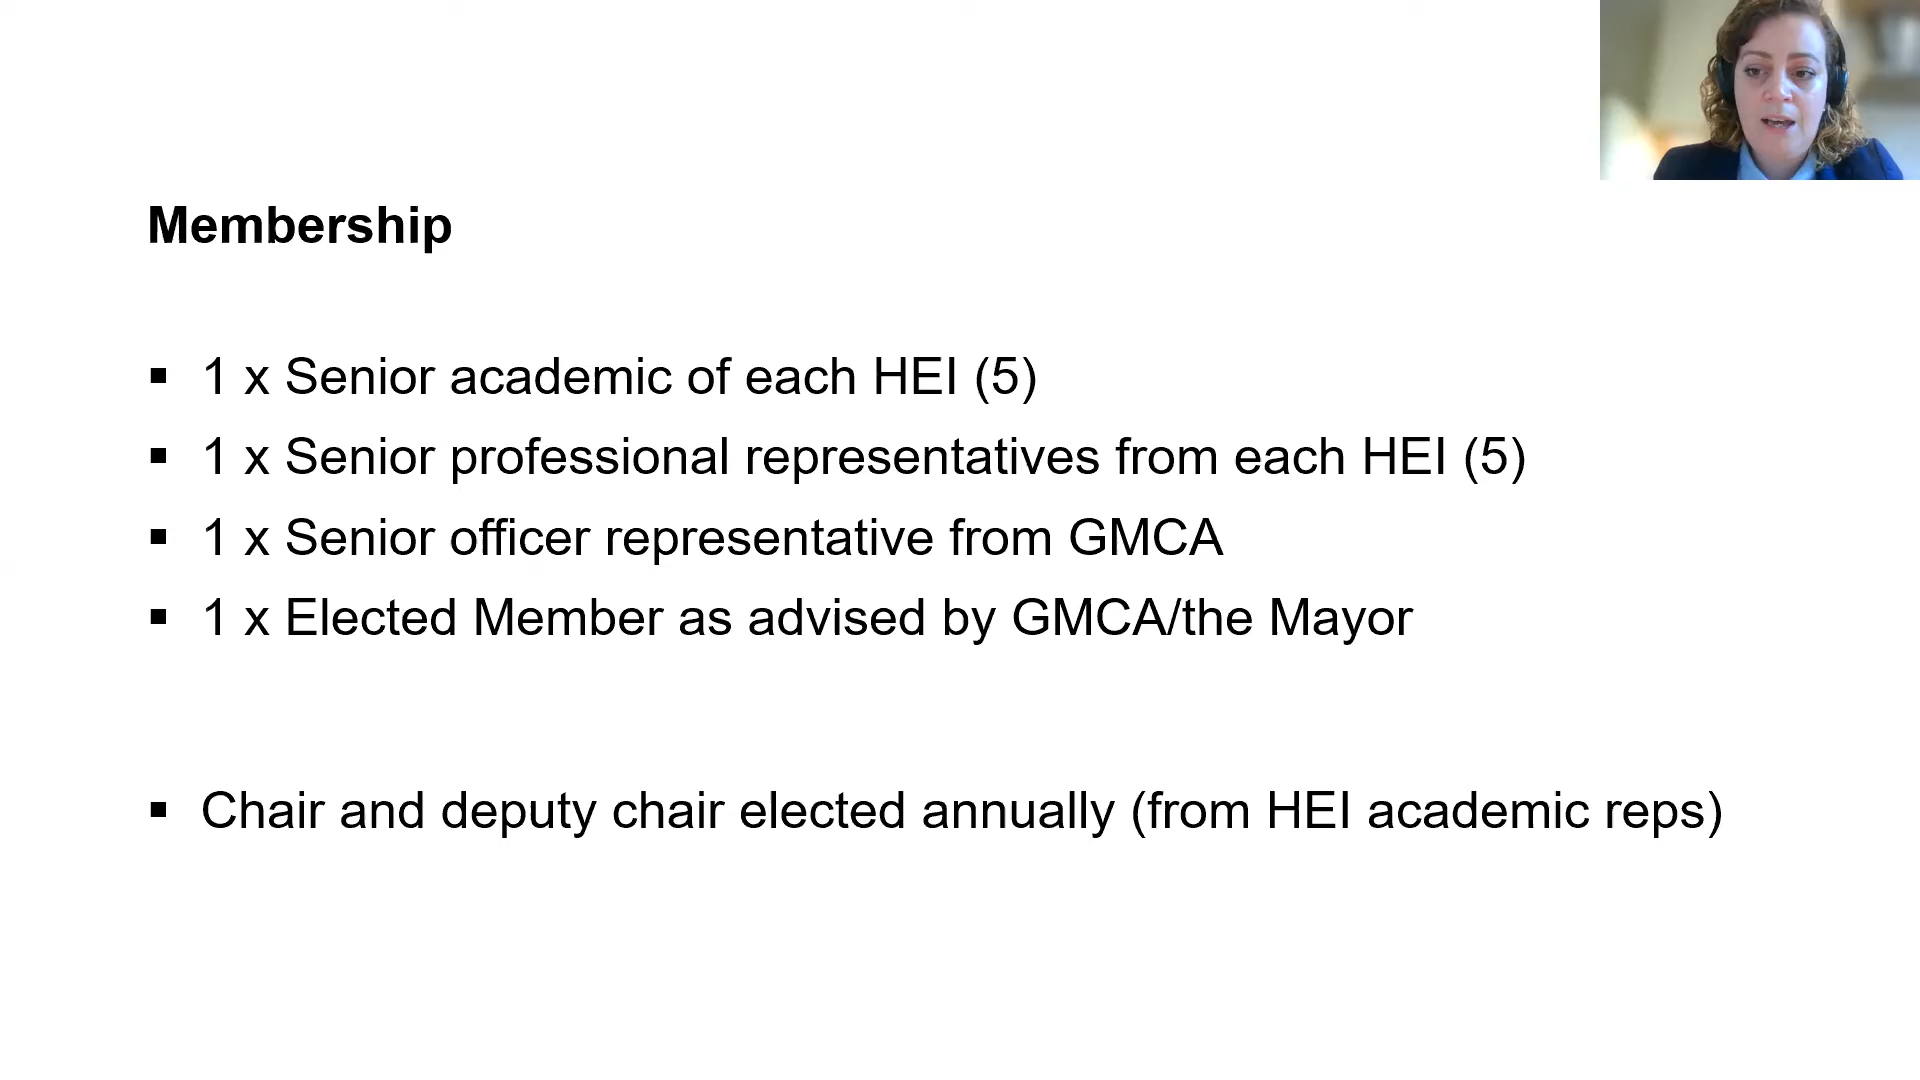 Membership
▪ 1 x Senior academic of each HEI (5)
▪ 1 x Senior professional representatives from each HEI (5)
▪ 1 x Senior officer representative from GMCA
▪ 1 x Elected Member as advised by GMCA/the Mayor
▪ Chair and deputy chair elected annually (from HEI academic reps)